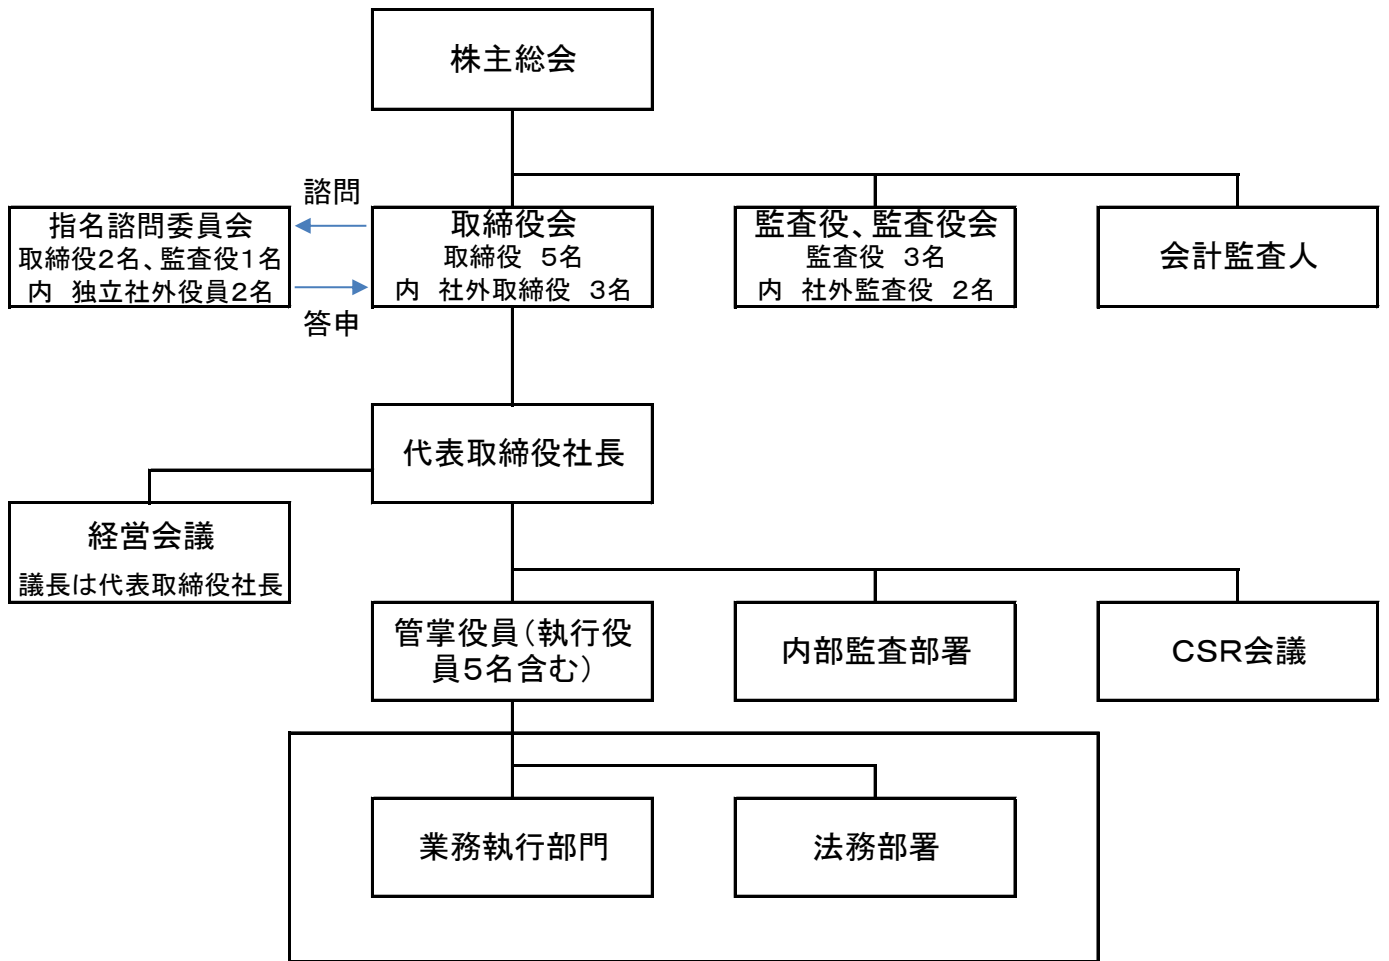 株主総会
諮問
指名諮問委員会
取締役2名、監査役1名
内　独立社外役員2名
取締役会
取締役　5名
内　社外取締役　3名
監査役、監査役会
監査役　3名
内　社外監査役　2名
会計監査人
答申
代表取締役社長
経営会議
議長は代表取締役社長
管掌役員（執行役
員5名含む）
内部監査部署
CSR会議
業務執行部門
法務部署